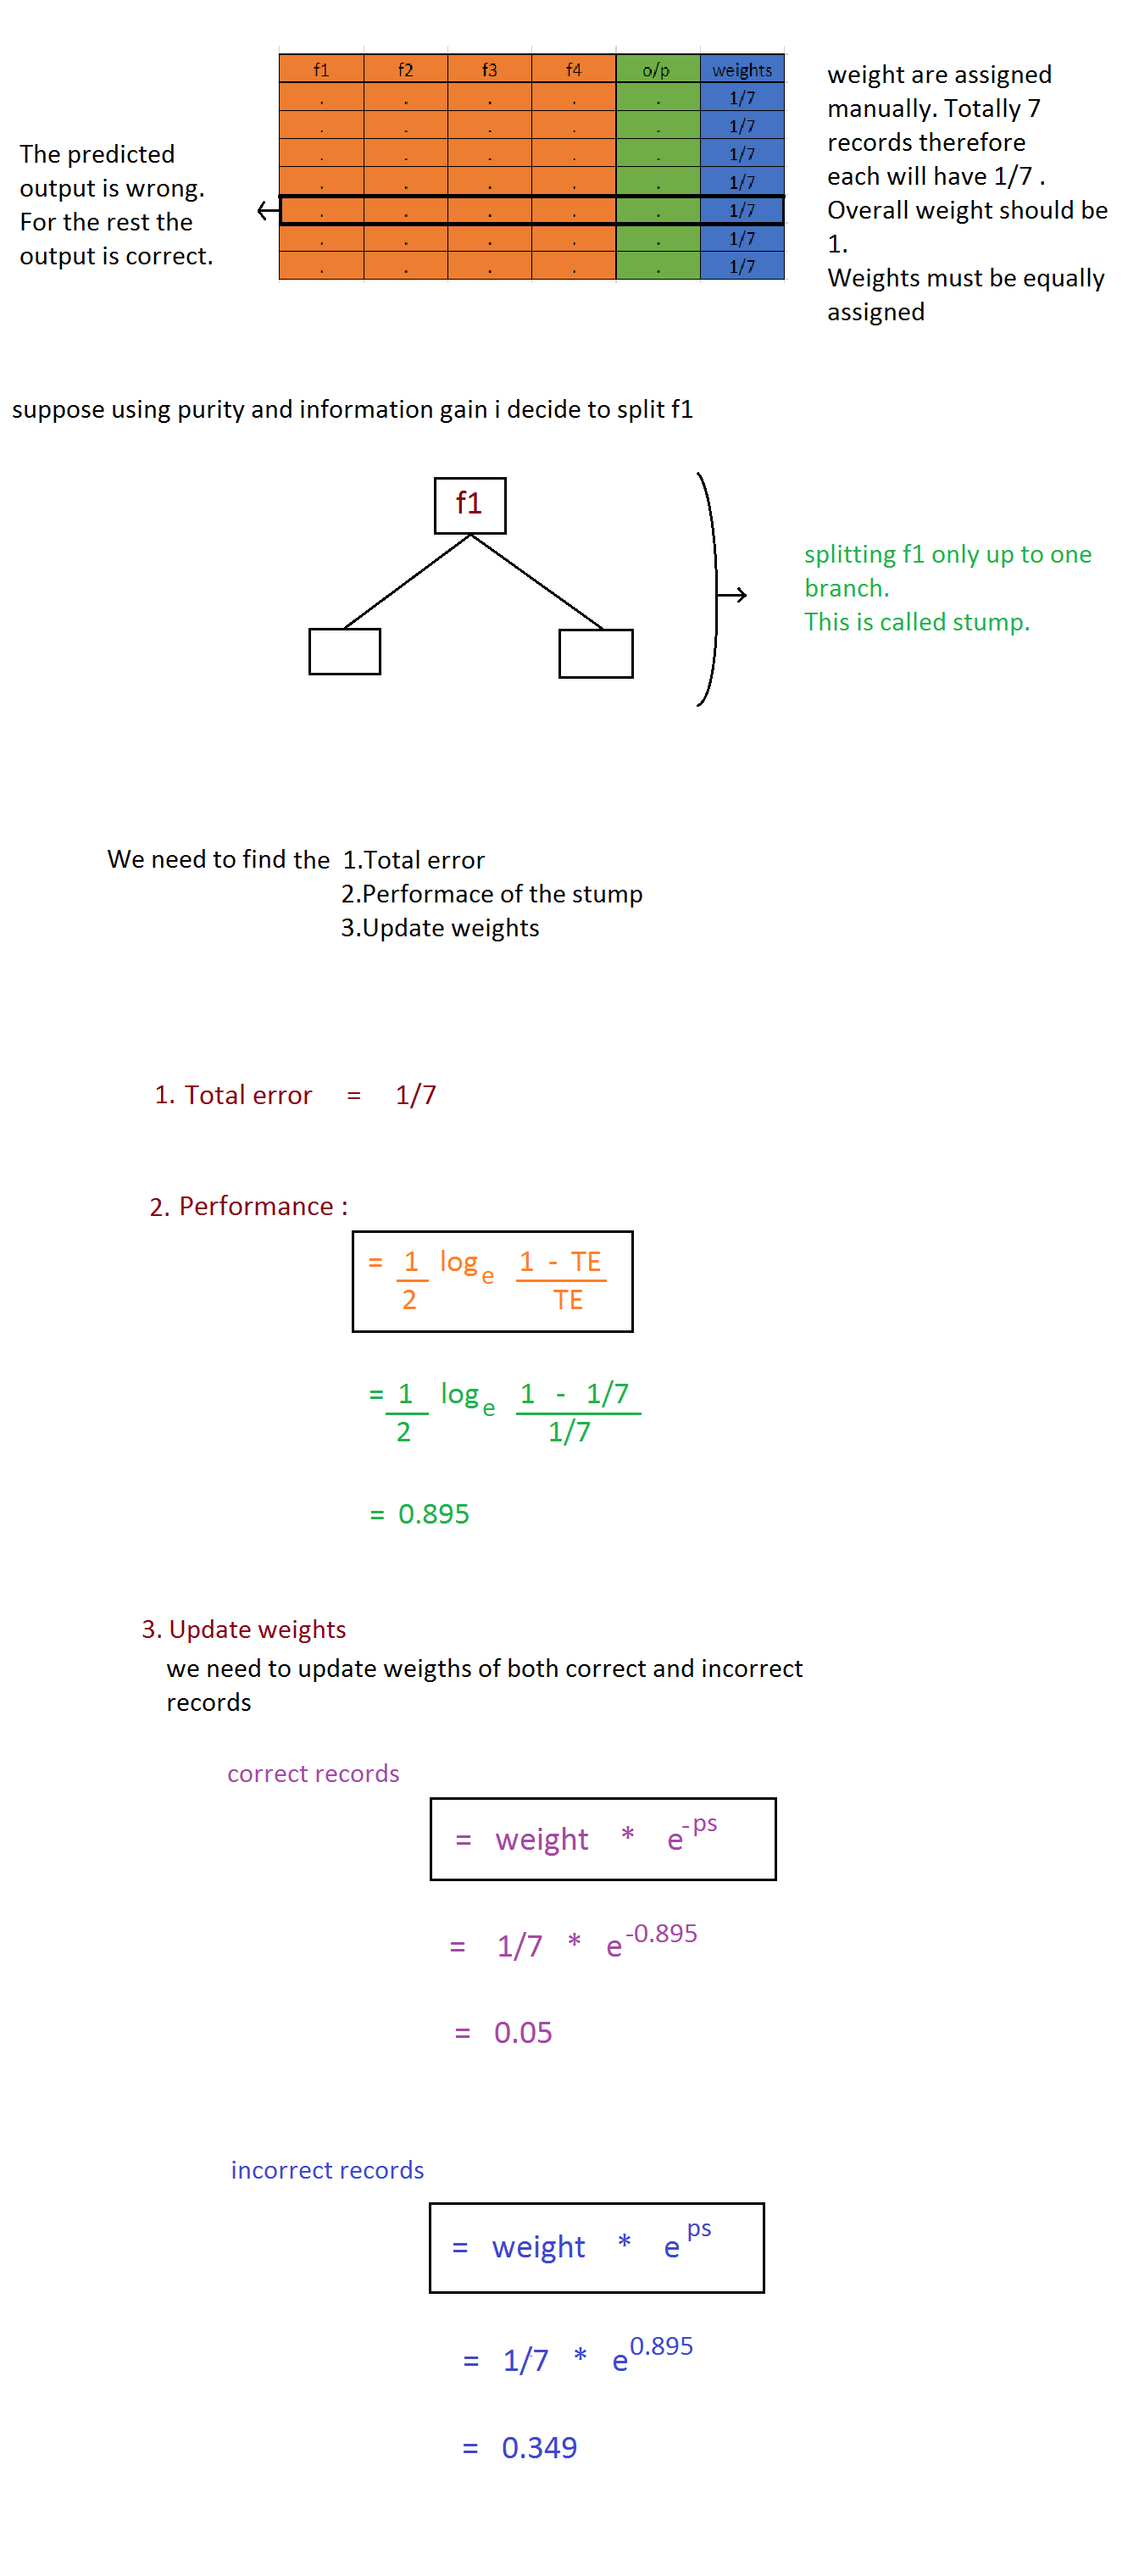 f1 f2 f3 f4 o/p weights
. . . . . 1/7
. . . . . 1/7
. . . . . 1/7
. . . . . 1/7
. . . . . 1/7
. . . . . 1/7
. . . . . 1/7
The predicted
output is wrong.
For the rest the
output is correct.
weight are assigned
manually. Totally 7
records therefore
each will have 1/7 .
Overall weight should be
1.
Weights must be equally
assigned
suppose using purity and information gain i decide to split f1
f1
splitting f1 only up to one
branch.
This is called stump.
We need to find the 1.Total error
2.Performace of the stump
3.Update weights
1. Total error = 1/7
2. Performance :
= 1 log e 1 - TE
2 TE
= 1 log e 1 - 1/7
2 1/7
= 0.895
3. Update weights
we need to update weigths of both correct and incorrect
records
correct records
= weight * e -ps
= 1/7 * e -0.895
= 0.05
incorrect records
= weight * e ps
= 1/7 * e 0.895
= 0.349